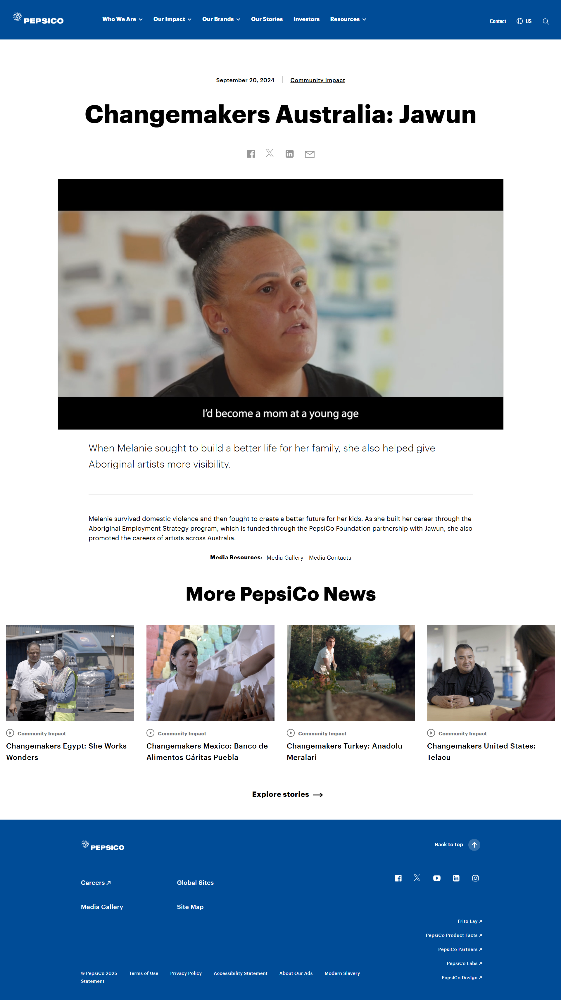 PEPSICO
Who We Are
Our Impact
Our Brands
Our Stories
Investors
Resources
Contact
US
September 20, 2024
Community Impact
Changemakers Australia: Jawun
I'd become a mom at a young age
When Melanie sought to build a better life for her family, she also helped give
Aboriginal artists more visibility.
Melanie survived domestic violence and then fought to create a better future for her kids. As she built her career through the
Aboriginal Employment Strategy program, which is funded through the PepsiCo Foundation partnership with Jawun, she also
promoted the careers of artists across Australia.
Media Resources: Media Gallery Media Contacts
More PepsiCo News
Community Impact
Changemakers Egypt: She Works
Wonders
Community Impact
Changemakers Mexico: Banco de
Alimentos Cáritas Puebla
Community Impact
Changemakers Turkey: Anadolu
Meralari
Community Impact
Changemakers United States:
Telacu
Explore stories
PEPSICO
Back to top
Careers
Global Sites
Media Gallery
Site Map
Frito Lay
PepsiCo Product Facts
PepsiCo Partners
PepsiCo Labs
PepsiCo Design
© PepsiCo 2025 Terms of Use Privacy Policy Accessibility Statement About Our Ads Modern Slavery
Statement